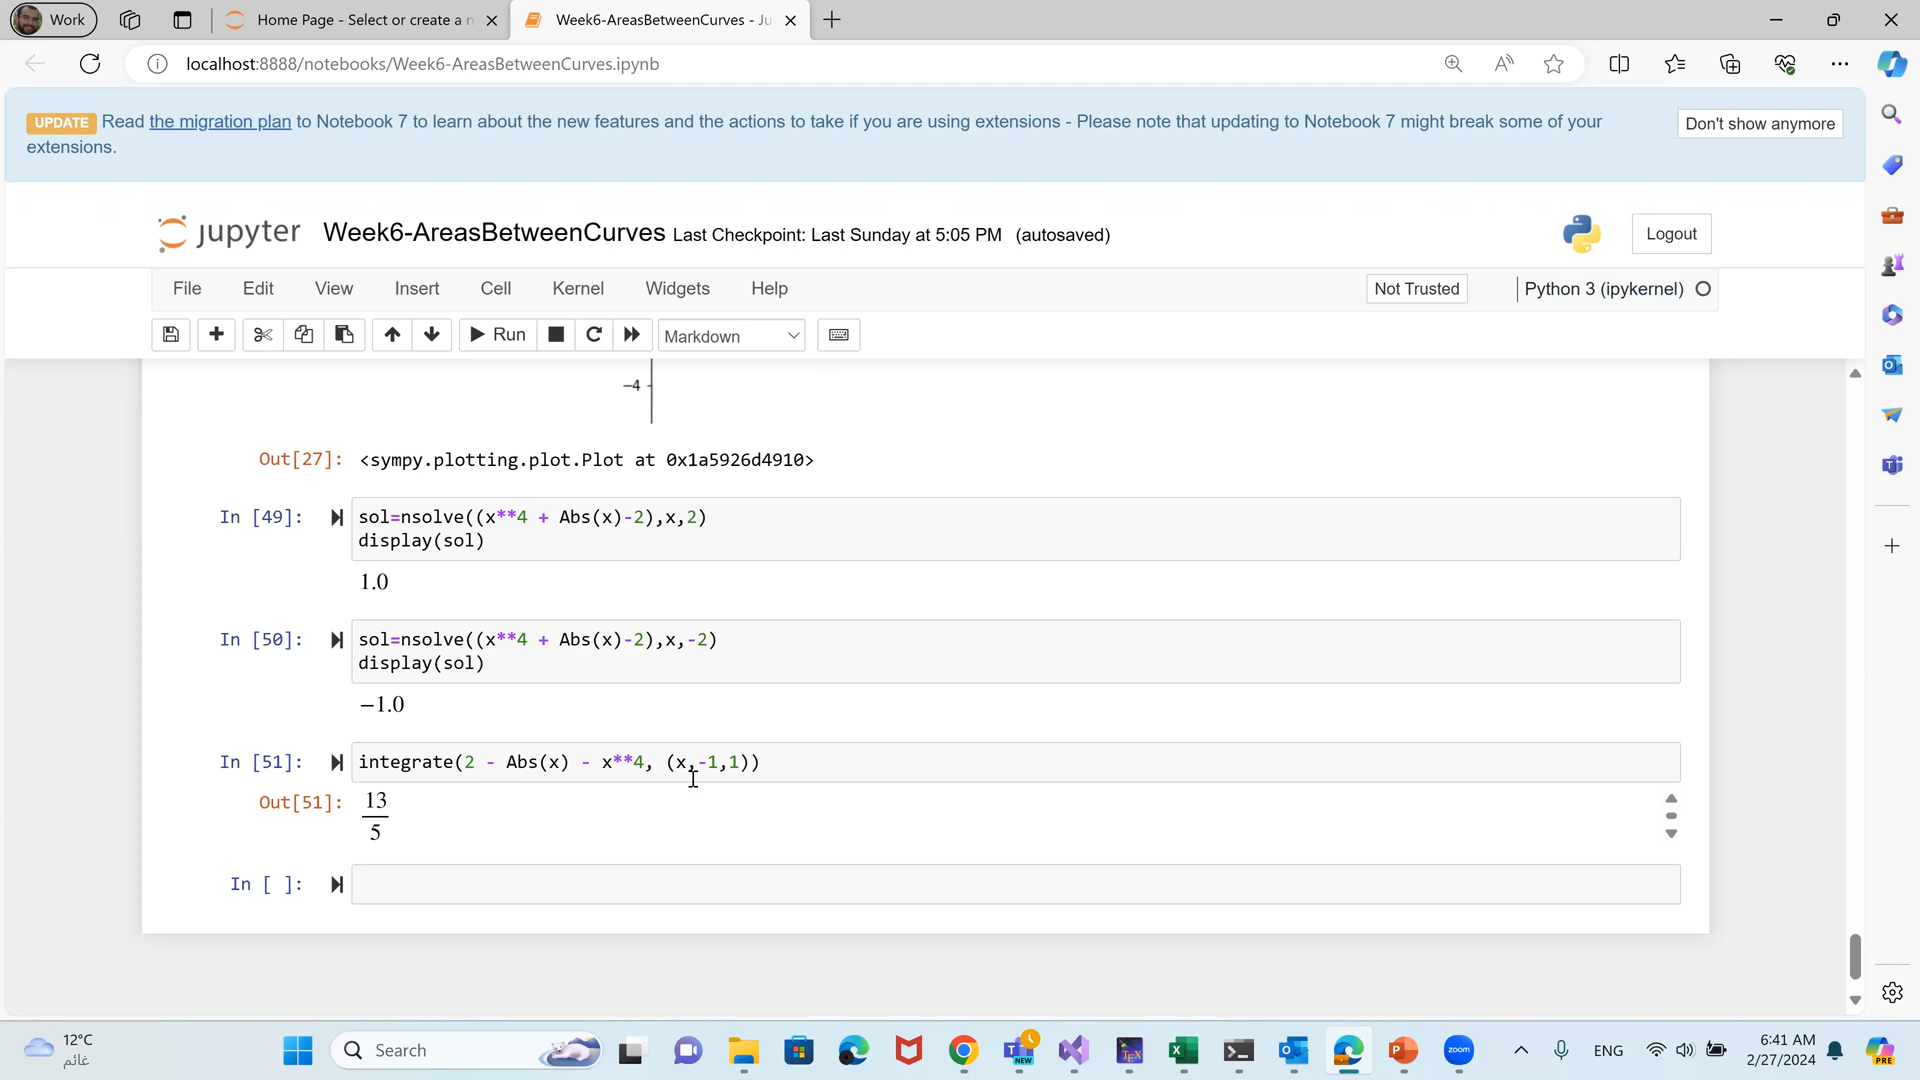 Work
Home Page - Select or create a n
Week6-AreasBetweenCurves - Ju
localhost:8888/notebooks/Week6-AreasBetweenCurves.ipynb
UPDATE Read the migration plan to Notebook 7 to learn about the new features and the actions to take if you are using extensions - Please note that updating to Notebook 7 might break some of your
extensions.
Don't show anymore
jupyter Week6-AreasBetweenCurves Last Checkpoint: Last Sunday at 5:05 PM (autosaved)
Logout
File Edit View Insert Cell Kernel Widgets Help
Not Trusted
Python 3 (ipykernel)
Run
Markdown
−4
Out[27]: <sympy.plotting.plot.Plot at 0x1a5926d4910>
In [49]: sol=nsolve((x**4 + Abs(x)-2),x,2)
display(sol)
1.0
In [50]: sol=nsolve((x**4 + Abs(x)-2),x,-2)
display(sol)
−1.0
In [51]: integrate(2 - Abs(x) - x**4, (x,-1,1))
Out[51]: 13
5
In [ ]:
12°C
غائم
Search
NEW
TEX
zoom
ENG
6:41 AM
2/27/2024
PRE